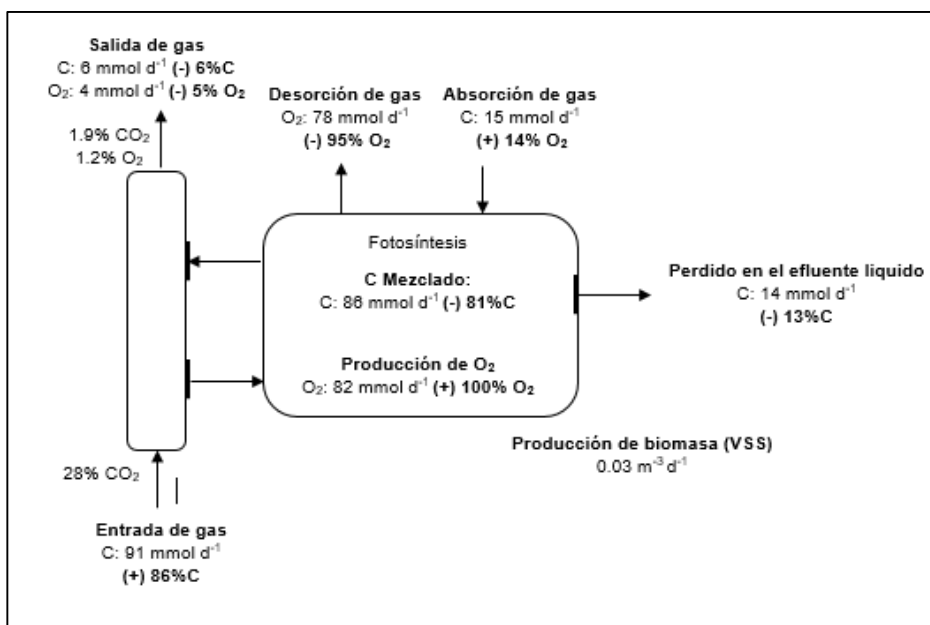 Salida de gas
C: 6 mmol d⁻¹ (-) 6%C
O₂: 4 mmol d⁻¹ (-) 5% O₂
1.9% CO₂
1.2% O₂
Desorción de gas
O₂: 78 mmol d⁻¹
(-) 95% O₂
Absorción de gas
C: 15 mmol d⁻¹
(+) 14% O₂
Fotosíntesis
C Mezclado:
C: 86 mmol d⁻¹ (-) 81%C
Producción de O₂
O₂: 82 mmol d⁻¹ (+) 100% O₂
Perdido en el efluente liquido
C: 14 mmol d⁻¹
(-) 13%C
Producción de biomasa (VSS)
0.03 m⁻³ d⁻¹
28% CO₂
Entrada de gas
C: 91 mmol d⁻¹
(+) 86%C